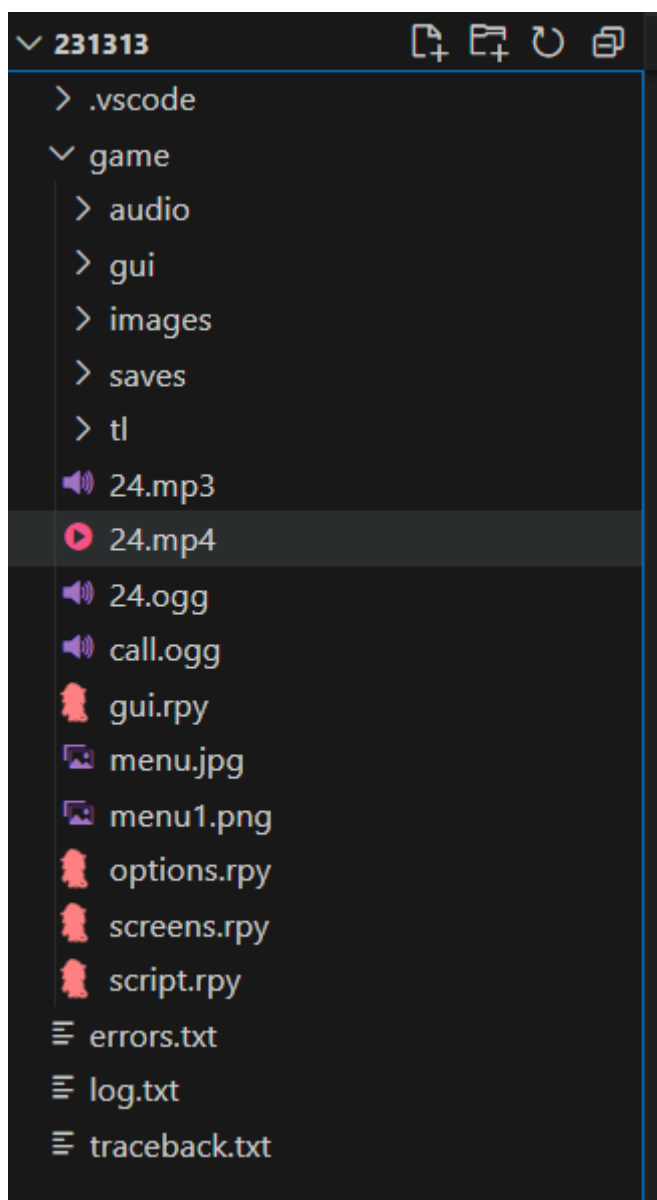 231313
.vscode
game
audio
gui
images
saves
tl
24.mp3
24.mp4
24.ogg
call.ogg
gui.rpy
menu.jpg
menu1.png
options.rpy
screens.rpy
script.rpy
errors.txt
log.txt
traceback.txt